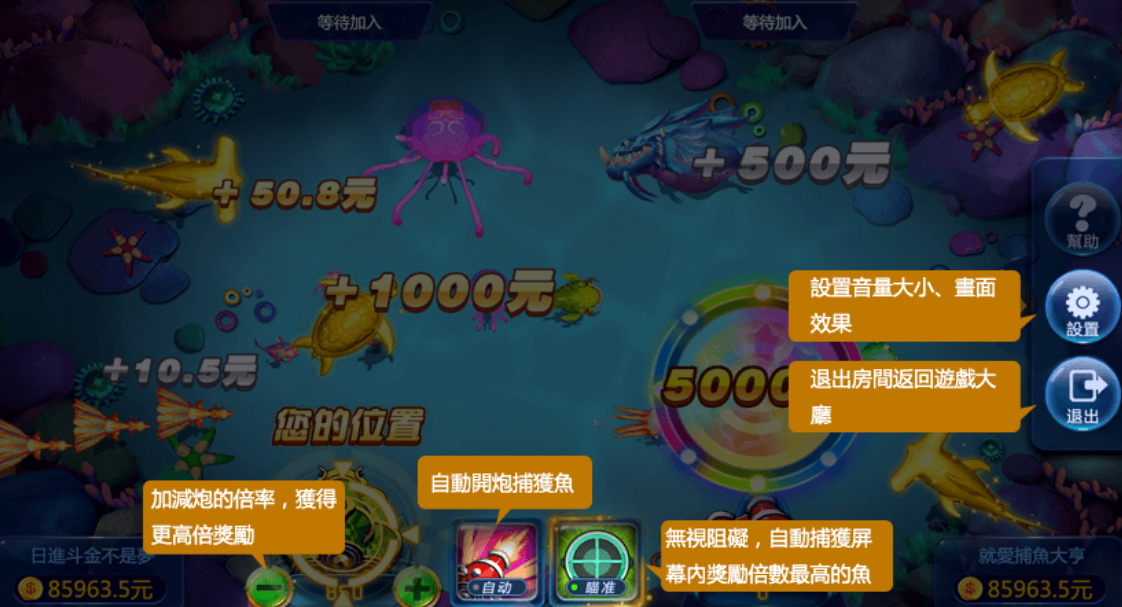 等待加入
等待加入
+50.8元
+500元
幫助
+1000元
設置音量大小、畫面
效果
設置
+10.5元
5000
退出房間返回遊戲大
廳
退出
您的位置
自動開炮捕獲魚
加減炮的倍率，獲得
更高倍獎勵
無視阻礙，自動捕獲屏
幕内獎勵倍數最高的魚
日進斗金不是夢
85963.5元
850
自动
瞄准
就愛捕魚大亨
85963.5元